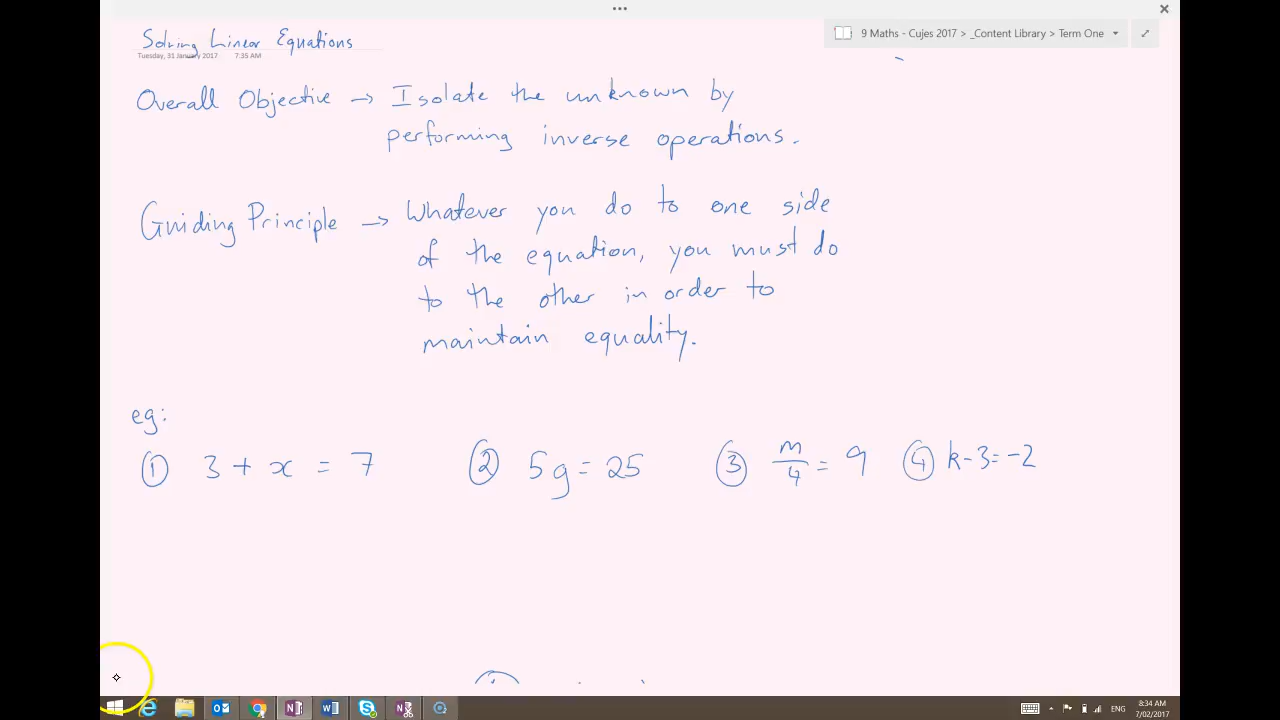 ...
9 Maths - Cujes 2017 > _Content Library > Term One
Solving Linear Equations
Tuesday, 31 January 2017 7:35 AM
Overall Objective → Isolate the unknown by
performing inverse operations.
Guiding Principle → Whatever you do to one side
of the equation, you must do
to the other in order to
maintain equality.
eg:
① 3 + x = 7 ② 5g = 25 ③ m/4 = 9 ④ k - 3 = -2
ENG
8:34 AM
7/02/2017